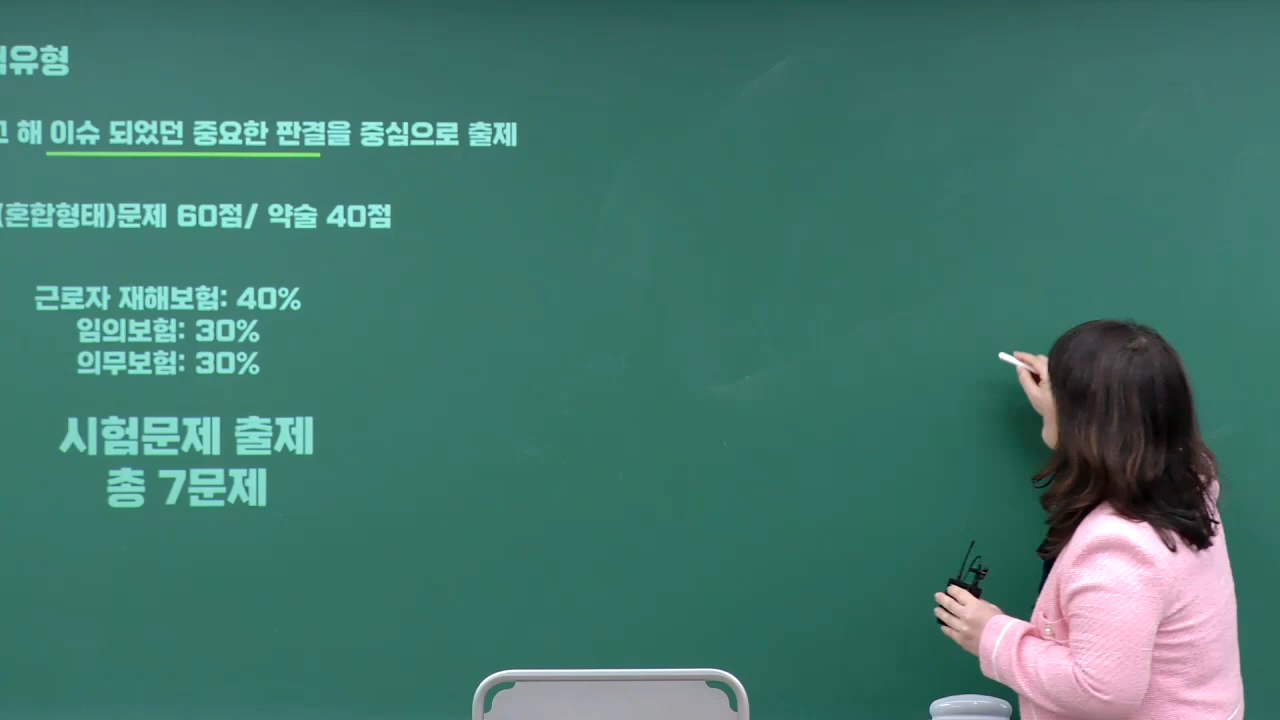 유형
해 이슈 되었던 중요한 판결을 중심으로 출제
(혼합형태)문제 60점/ 약술 40점
근로자 재해보험: 40%
임의보험: 30%
의무보험: 30%
시험문제 출제
총 7문제